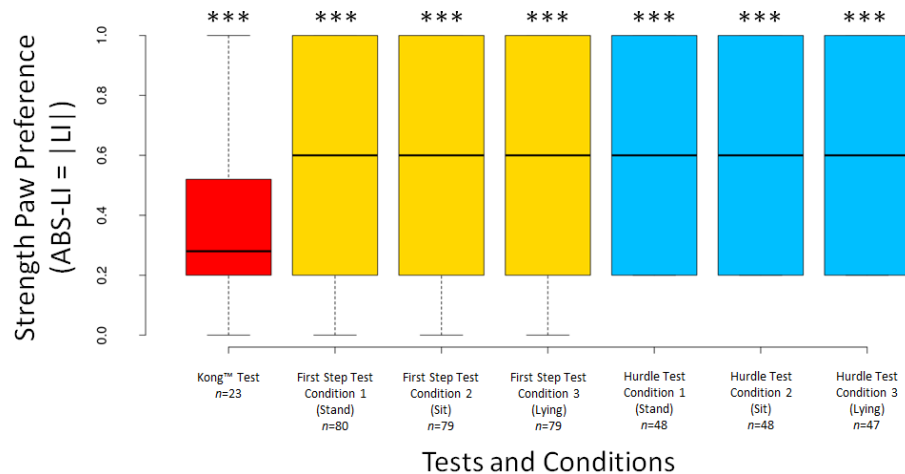 *** *** *** *** *** *** ***
Strength Paw Preference
(ABS-LI = |LI|)
1.0
0.8
0.6
0.4
0.2
0.0
Kong™ Test
n=23
First Step Test
Condition 1
(Stand)
n=80
First Step Test
Condition 2
(Sit)
n=79
First Step Test
Condition 3
(Lying)
n=79
Hurdle Test
Condition 1
(Stand)
n=48
Hurdle Test
Condition 2
(Sit)
n=48
Hurdle Test
Condition 3
(Lying)
n=47
Tests and Conditions